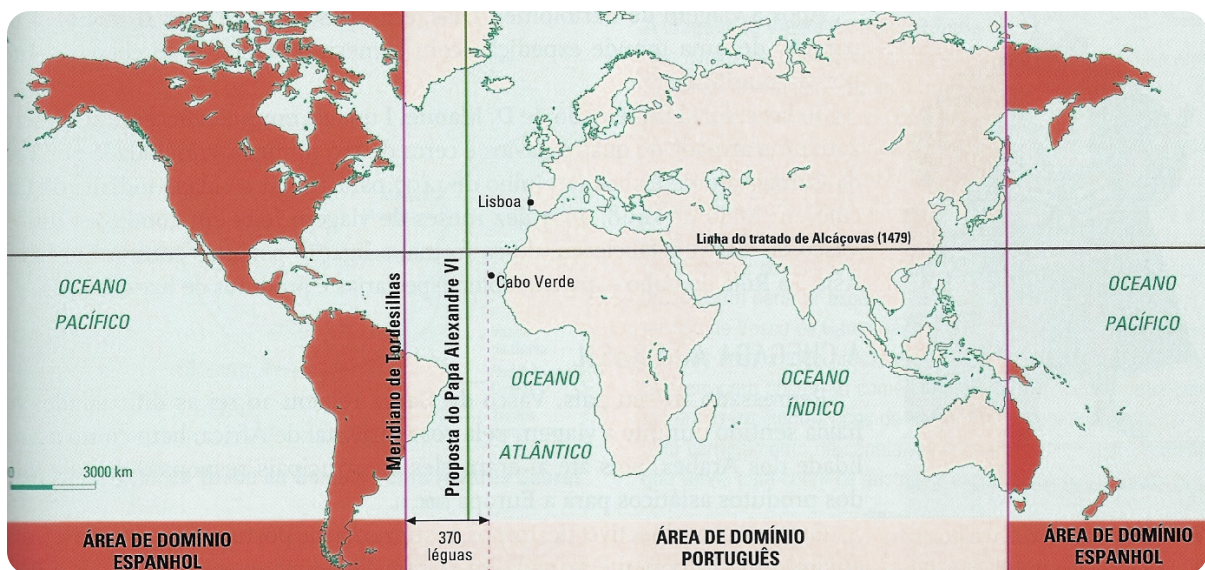 Lisboa
Linha do tratado de Alcáçovas (1479)
Cabo Verde
OCEANO
PACÍFICO
Meridiano de Tordesilhas
Proposta do Papa Alexandre VI
OCEANO
ATLÂNTICO
OCEANO
ÍNDICO
OCEANO
PACÍFICO
0 3000 km
370
léguas
ÁREA DE DOMÍNIO
ESPANHOL
ÁREA DE DOMÍNIO
PORTUGUÊS
ÁREA DE DOMÍNIO
ESPANHOL